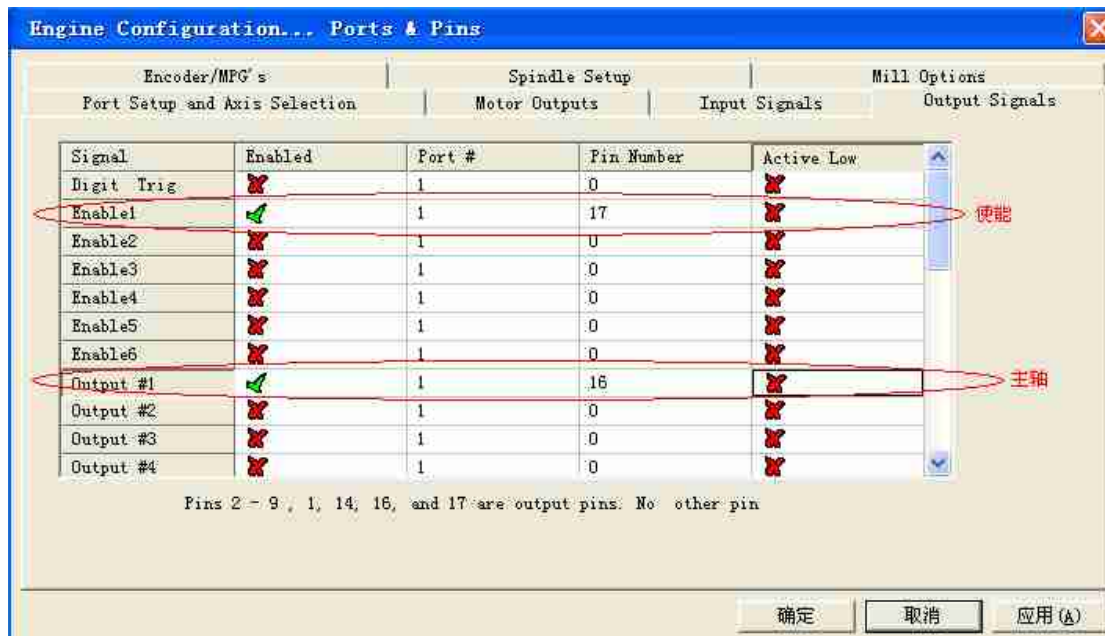 Engine Configuration... Ports & Pins
Encoder/MPG's Spindle Setup Mill Options
Port Setup and Axis Selection Motor Outputs Input Signals Output Signals
Signal Enabled Port # Pin Number Active Low
Digit Trig 1 0
Enable1 1 17 使能
Enable2 1 0
Enable3 1 0
Enable4 1 0
Enable5 1 0
Enable6 1 0
Output #1 1 16 主轴
Output #2 1 0
Output #3 1 0
Output #4 1 0
Pins 2 - 9 , 1, 14, 16, and 17 are output pins. No other pin
确定 取消 应用(A)